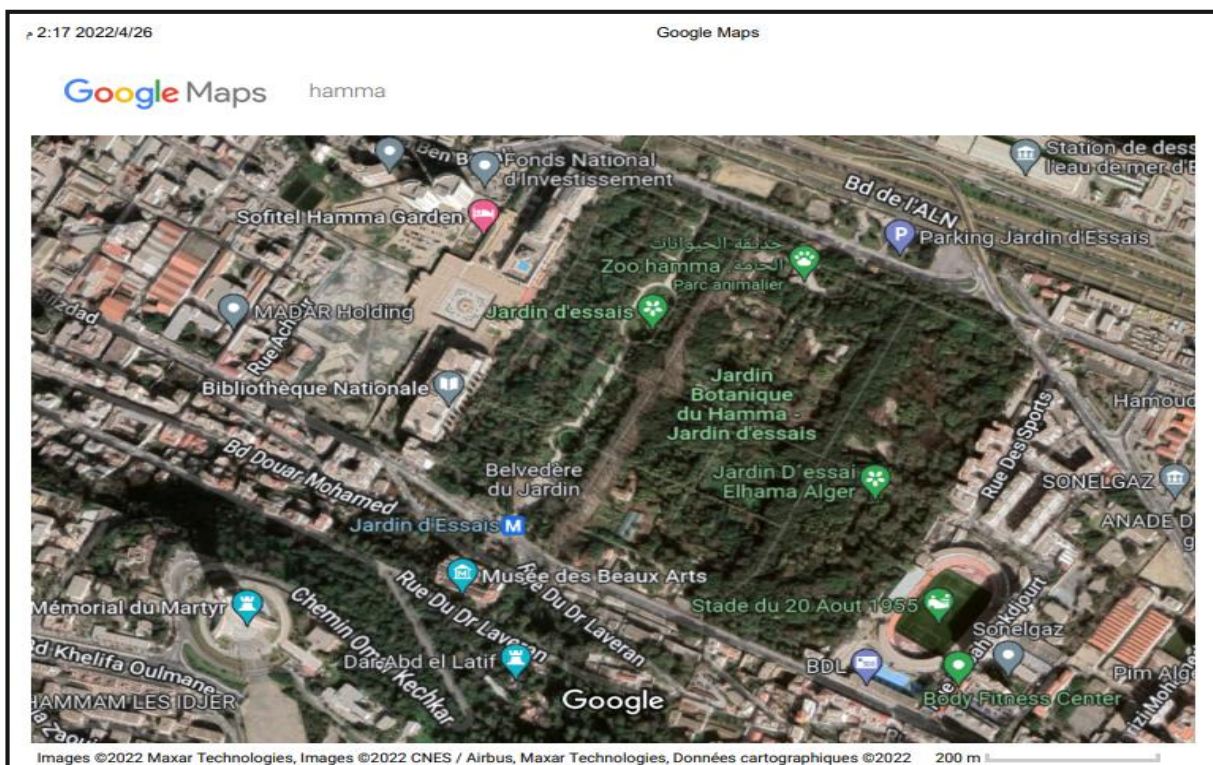 م 2:17 2022/4/26
Google Maps
Google Maps
hamma
Ben B
Fonds National
d'Investissement
Station de dess
l'eau de mer d'E
Bd de l'ALN
Sofitel Hamma Garden
Parking Jardin d'Essais
حديقة الحيوانات
الحامة
Zoo hamma
Parc animalier
MADAR Holding
Jardin d'essais
uizdad
Rue Ach
Bibliothèque Nationale
Jardin
Botanique
du Hamma -
Jardin d'essais
Rue Des Sports
Hamoud
Bd Douar Mohamed
Belvedère
du Jardin
Jardin D'essai
Elhama Alger
SONELGAZ
Jardin d'Essais M
ANADE D
g
Musée des Beaux Arts
Mémorial du Martyr
Chemin Omar Kechkar
Rue Du Dr Laveran
Ave Du Dr Laveran
Stade du 20 Aout 1955
Sonelgaz
Bd Khelifa Oulmane
Dar Abd el Latif
BDL
Pim Alge
HAMMAM LES IDJER
Google
Body Fitness Center
Images ©2022 Maxar Technologies, Images ©2022 CNES / Airbus, Maxar Technologies, Données cartographiques ©2022
200 m